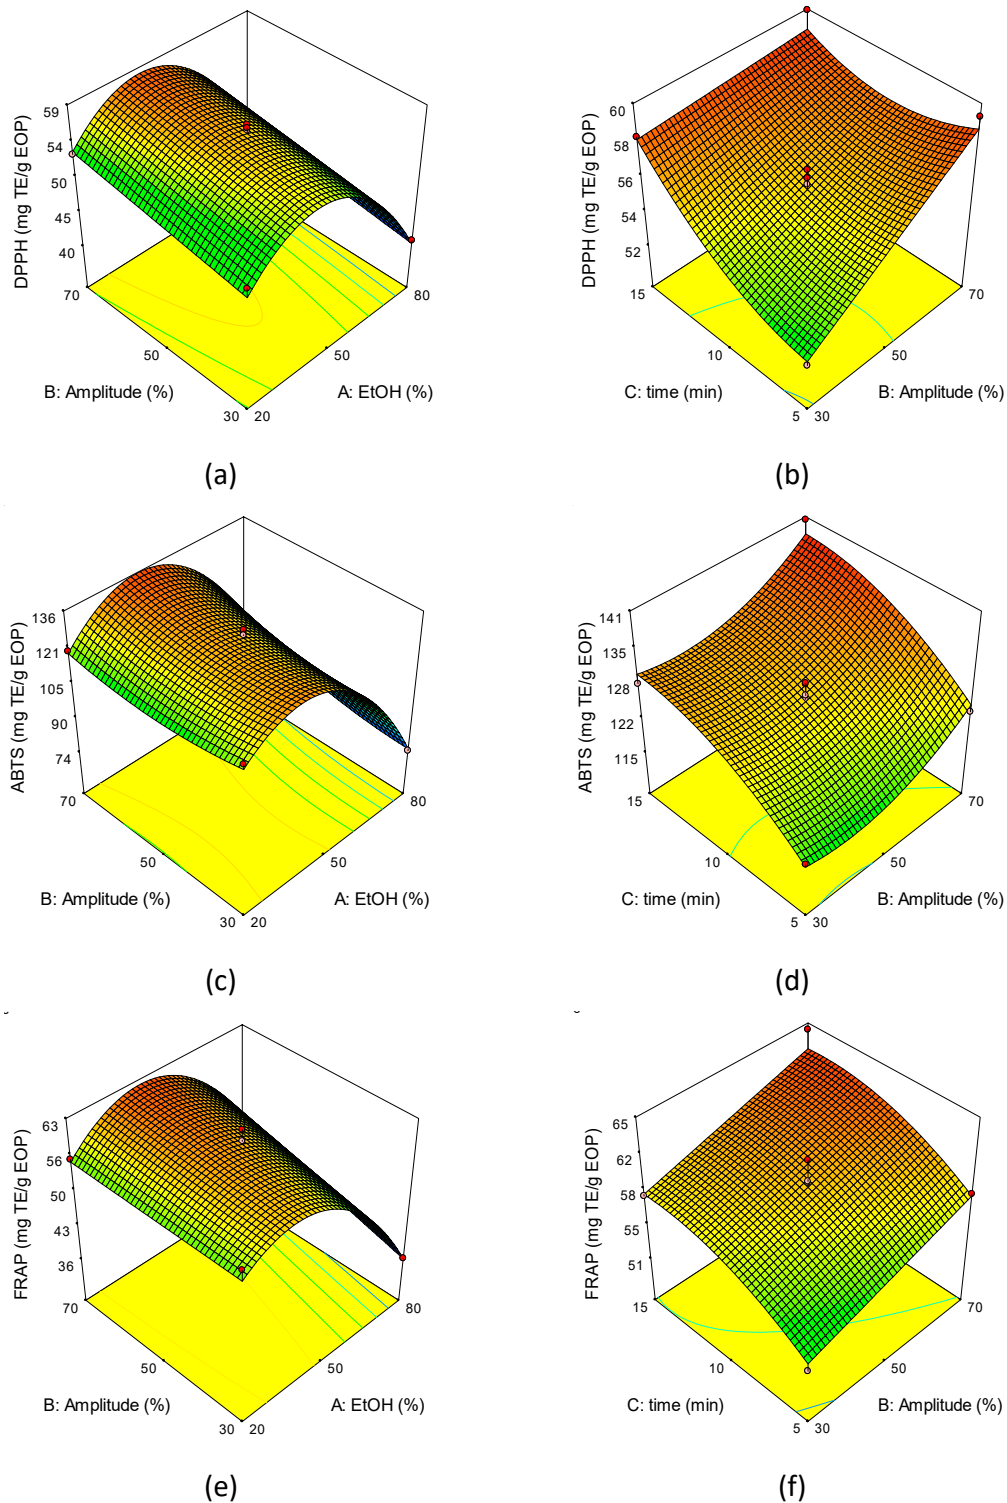 59
54
50
45
40
DPPH (mg TE/g EOP)
70
50
30
B: Amplitude (%)
20
50
80
A: EtOH (%)
(a)
60
58
56
54
52
DPPH (mg TE/g EOP)
15
10
5
C: time (min)
30
50
70
B: Amplitude (%)
(b)
136
121
105
90
74
ABTS (mg TE/g EOP)
70
50
30
B: Amplitude (%)
20
50
80
A: EtOH (%)
(c)
141
135
128
122
115
ABTS (mg TE/g EOP)
15
10
5
C: time (min)
30
50
70
B: Amplitude (%)
(d)
63
56
50
43
36
FRAP (mg TE/g EOP)
70
50
30
B: Amplitude (%)
20
50
80
A: EtOH (%)
(e)
65
62
58
55
51
FRAP (mg TE/g EOP)
15
10
5
C: time (min)
30
50
70
B: Amplitude (%)
(f)